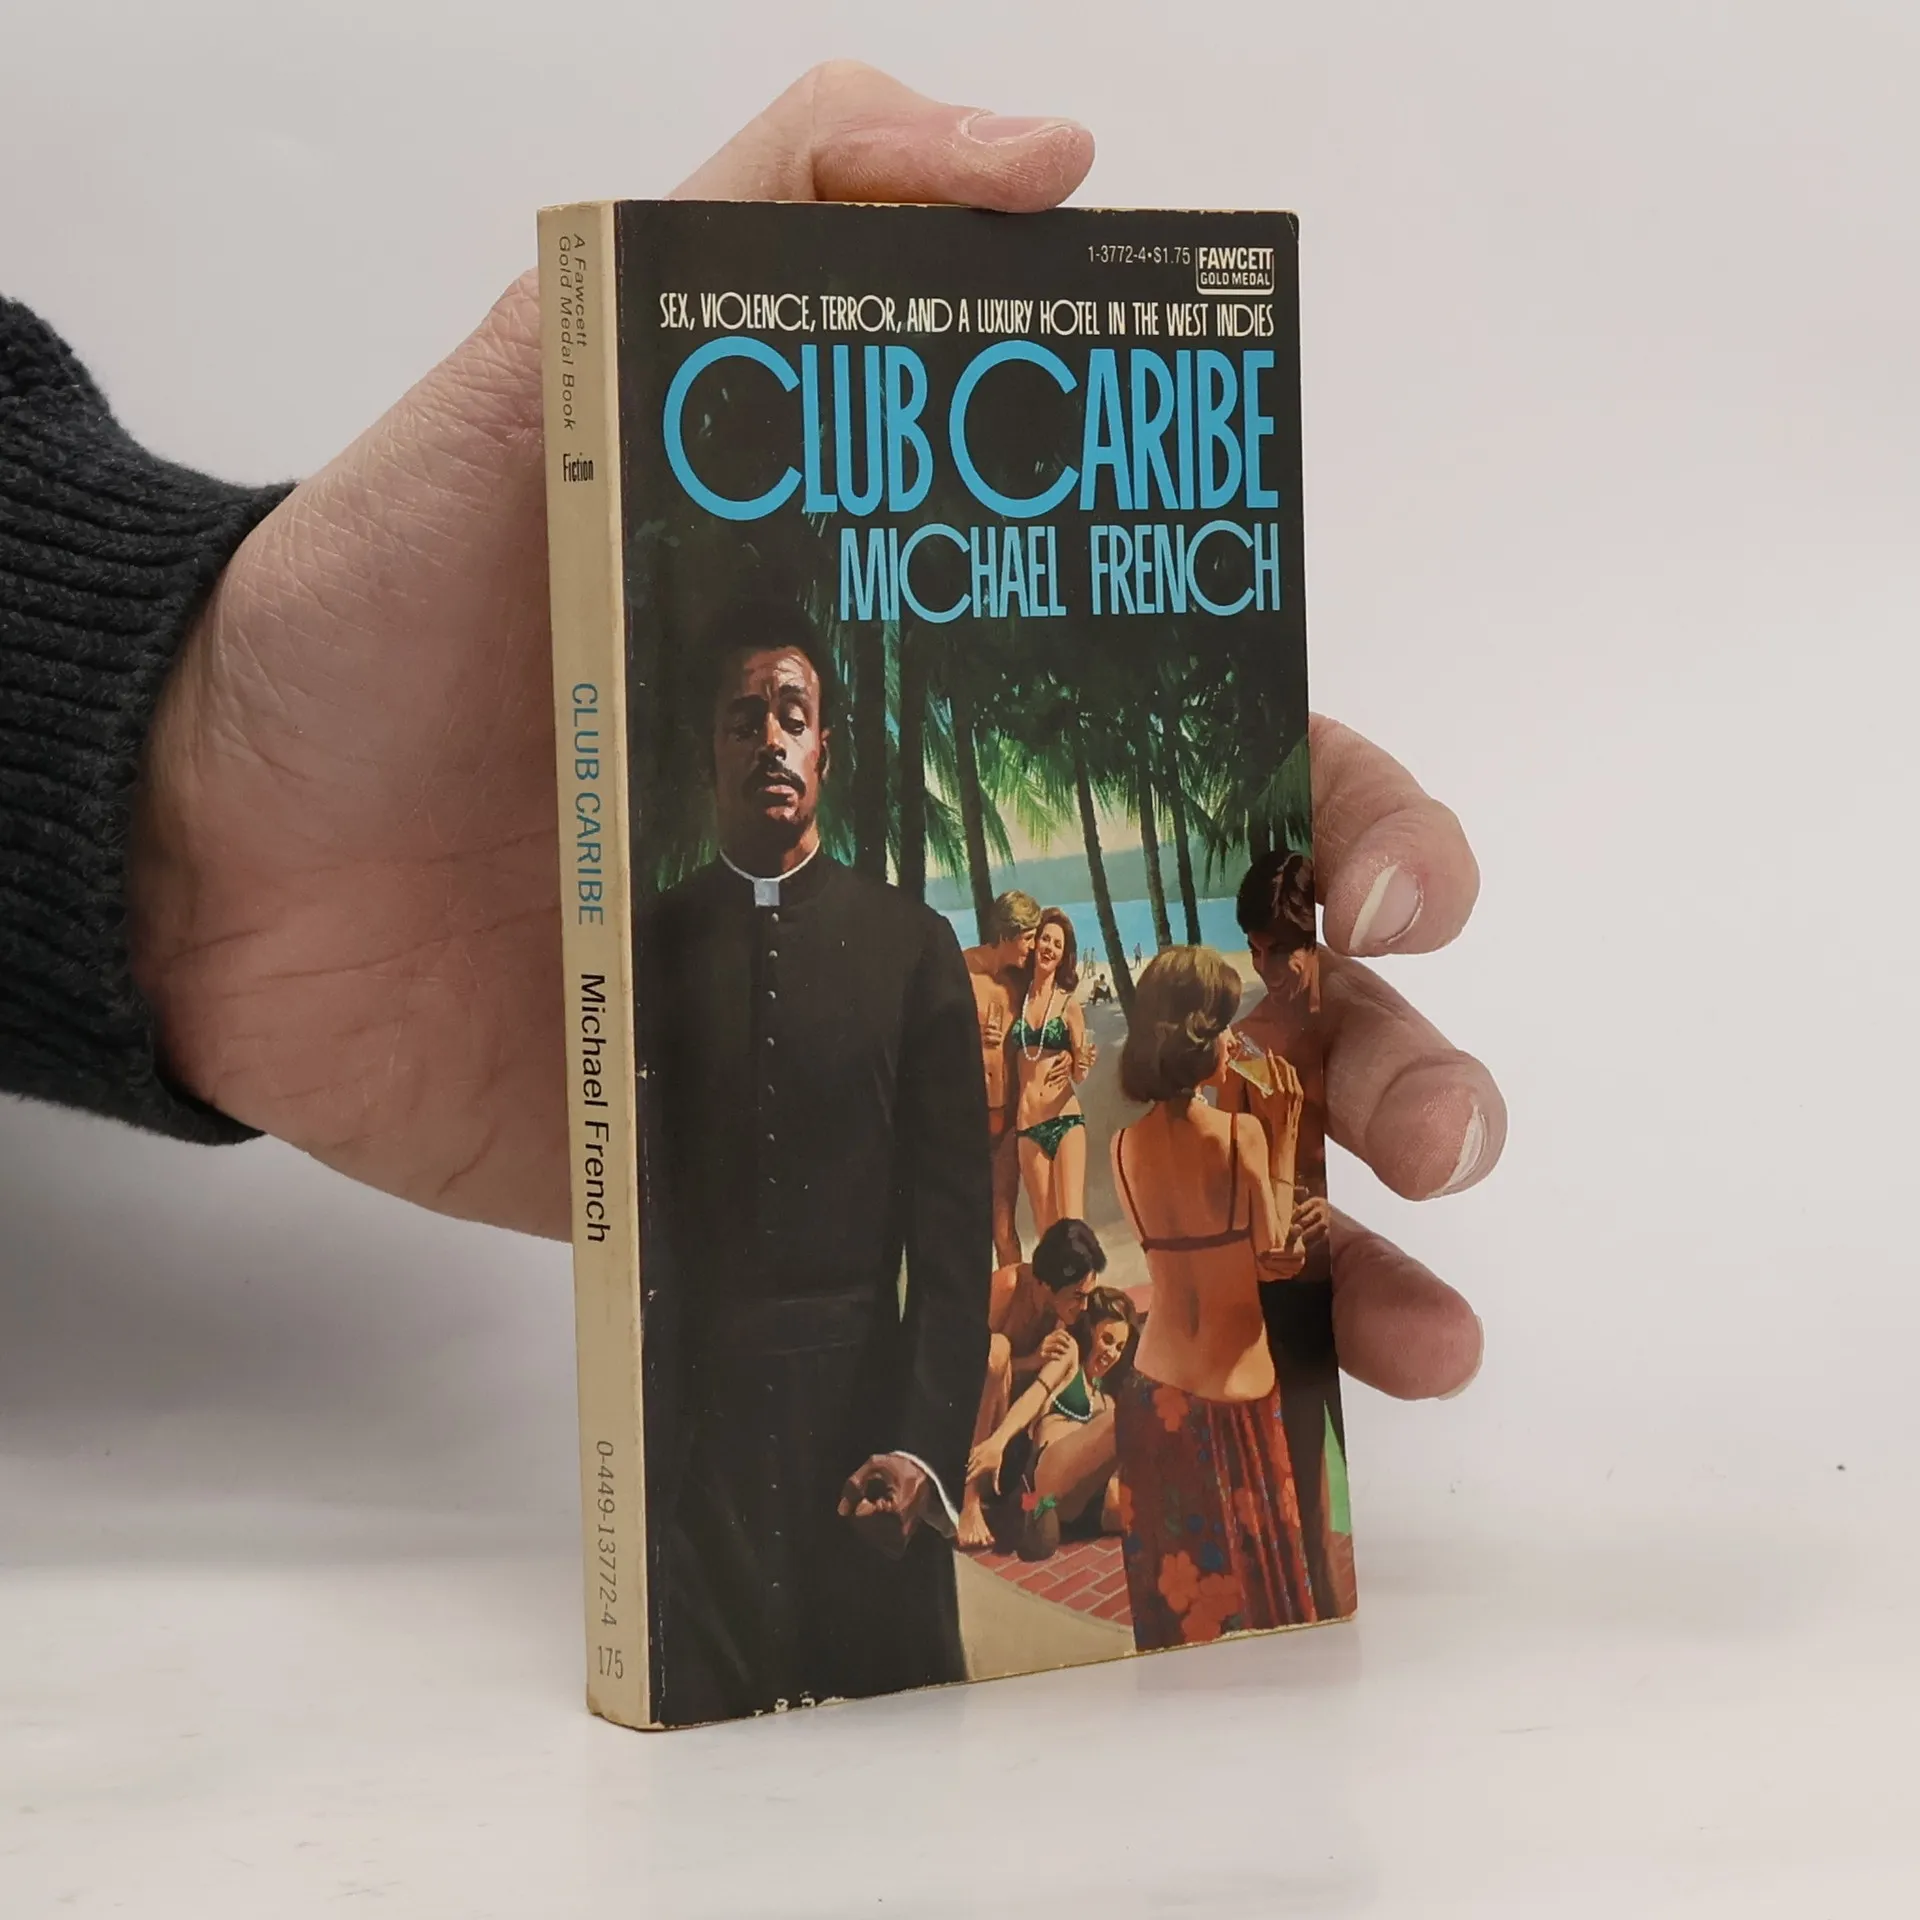 A Fawcett
Gold Medal Book
Fiction
CLUB CARIBE Michael French
0-449-13772-4
175
1-3772-4•$1.75
FAWCETT
GOLD MEDAL
SEX, VIOLENCE, TERROR, AND A LUXURY HOTEL IN THE WEST INDIES
CLUB CARIBE
MICHAEL FRENCH